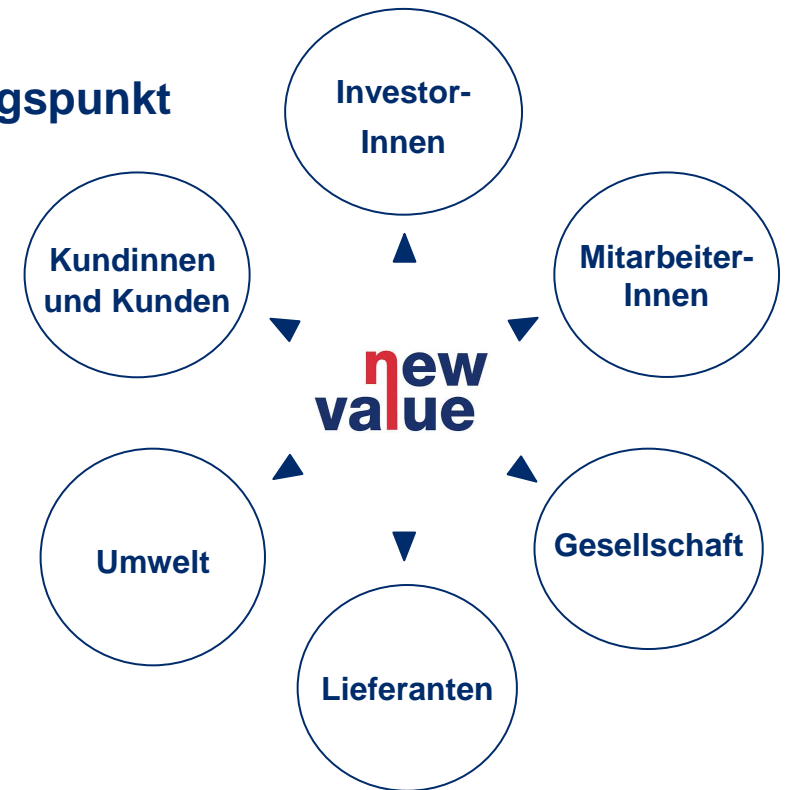 gspunkt
Investor-
Innen
Kundinnen
und Kunden
Mitarbeiter-
Innen
new
value
Umwelt
Gesellschaft
Lieferanten